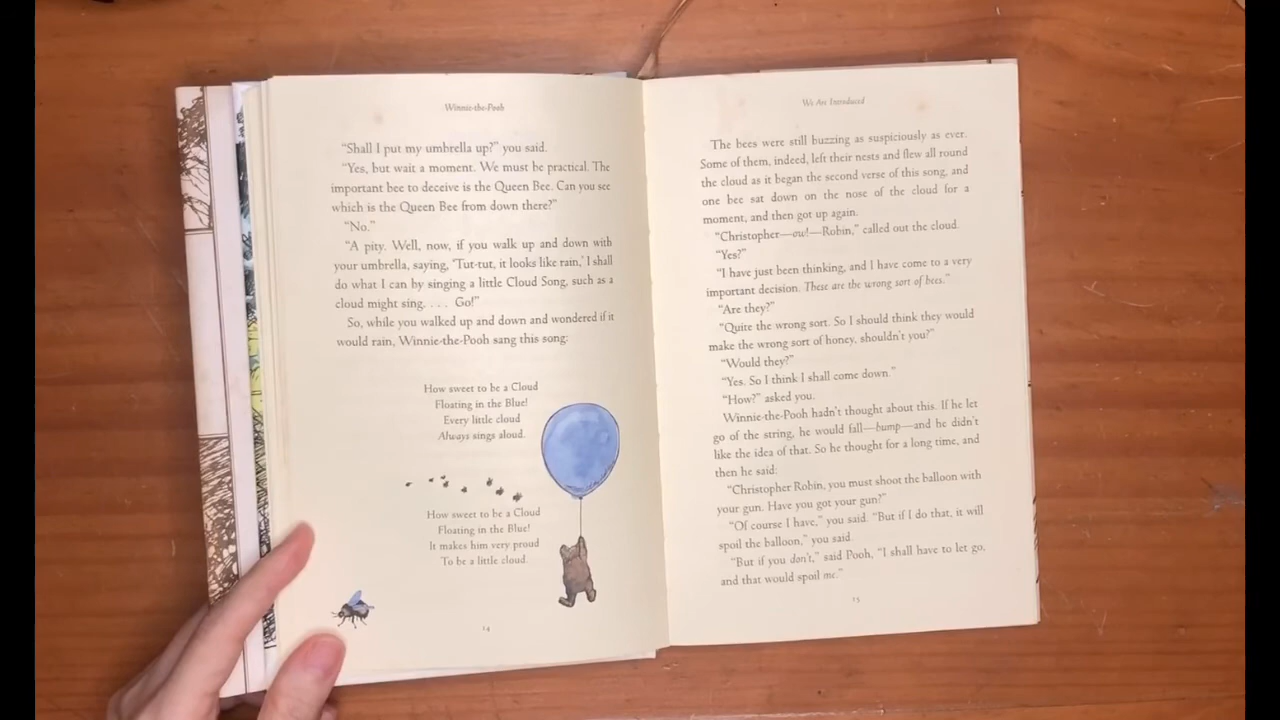 Winnie-the-Pooh
“Shall I put my umbrella up?” you said.
“Yes, but wait a moment. We must be practical. The
important bee to deceive is the Queen Bee. Can you see
which is the Queen Bee from down there?”
“No.”
“A pity. Well, now, if you walk up and down with
your umbrella, saying, ‘Tut-tut, it looks like rain,’ I shall
do what I can by singing a little Cloud Song, such as a
cloud might sing. . . . Go!”
So, while you walked up and down and wondered if it
would rain, Winnie-the-Pooh sang this song:
How sweet to be a Cloud
Floating in the Blue!
Every little cloud
Always sings aloud.
How sweet to be a Cloud
Floating in the Blue!
It makes him very proud
To be a little cloud.
14
We Are Introduced
The bees were still buzzing as suspiciously as ever.
Some of them, indeed, left their nests and flew all round
the cloud as it began the second verse of this song, and
one bee sat down on the nose of the cloud for a
moment, and then got up again.
“Christopher—ow!—Robin,” called out the cloud.
“Yes?”
“I have just been thinking, and I have come to a very
important decision. These are the wrong sort of bees.”
“Are they?”
“Quite the wrong sort. So I should think they would
make the wrong sort of honey, shouldn’t you?”
“Would they?”
“Yes. So I think I shall come down.”
“How?” asked you.
Winnie-the-Pooh hadn’t thought about this. If he let
go of the string, he would fall—bump—and he didn’t
like the idea of that. So he thought for a long time, and
then he said:
“Christopher Robin, you must shoot the balloon with
your gun. Have you got your gun?”
“Of course I have,” you said. “But if I do that, it will
spoil the balloon,” you said.
“But if you don’t,” said Pooh, “I shall have to let go,
and that would spoil me.”
15